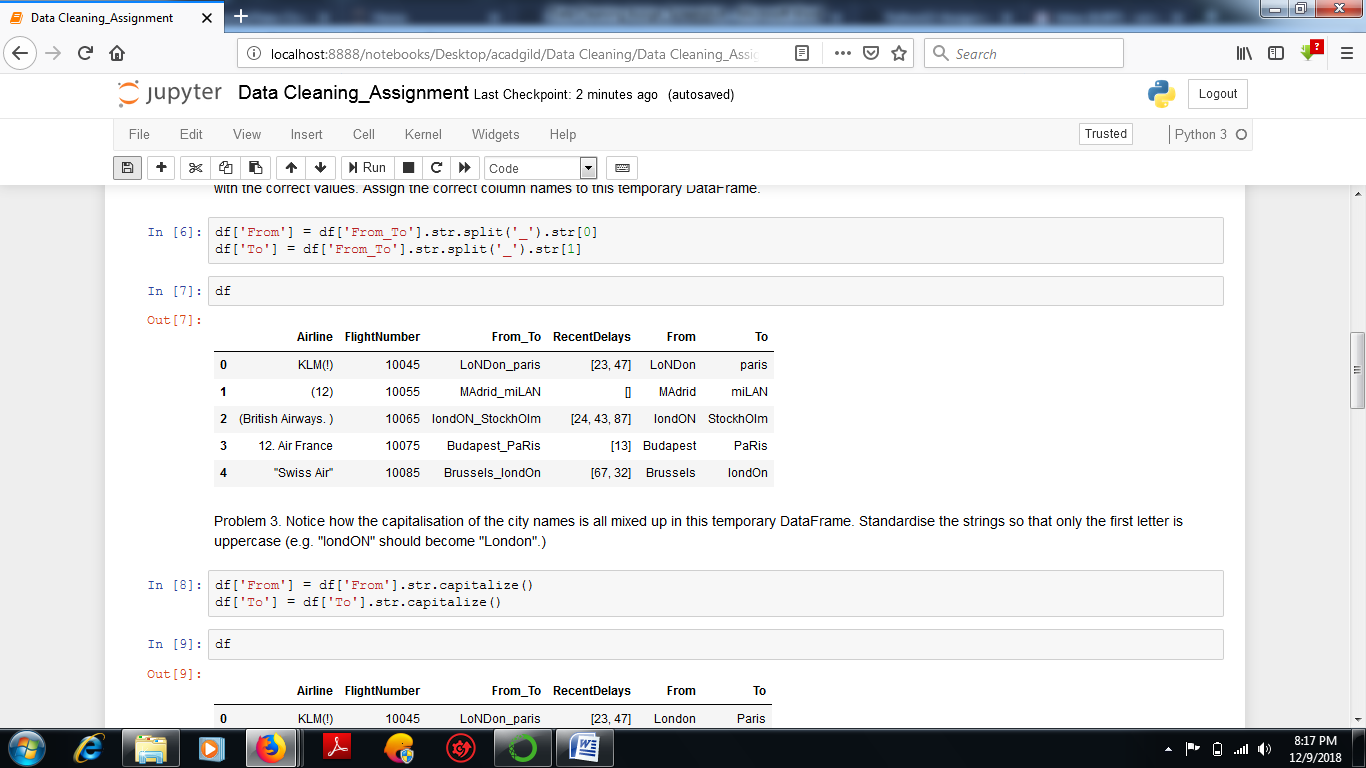 Data Cleaning_Assignment
localhost:8888/notebooks/Desktop/acadgild/Data Cleaning/Data Cleaning_Assig
Search
jupyter Data Cleaning_Assignment Last Checkpoint: 2 minutes ago (autosaved)
Logout
File Edit View Insert Cell Kernel Widgets Help
Trusted
Python 3
Run
Code
with the correct values. Assign the correct column names to this temporary DataFrame.
In [6]: df['From'] = df['From_To'].str.split('_').str[0]
df['To'] = df['From_To'].str.split('_').str[1]
In [7]: df
Out[7]:
Airline FlightNumber From_To RecentDelays From To
0 KLM(!) 10045 LoNDon_paris [23, 47] LoNDon paris
1 (12) 10055 MAdrid_miLAN [] MAdrid miLAN
2 (British Airways. ) 10065 londON_StockhOlm [24, 43, 87] londON StockhOlm
3 12. Air France 10075 Budapest_PaRis [13] Budapest PaRis
4 "Swiss Air" 10085 Brussels_londOn [67, 32] Brussels londOn
Problem 3. Notice how the capitalisation of the city names is all mixed up in this temporary DataFrame. Standardise the strings so that only the first letter is
uppercase (e.g. "londON" should become "London".)
In [8]: df['From'] = df['From'].str.capitalize()
df['To'] = df['To'].str.capitalize()
In [9]: df
Out[9]:
Airline FlightNumber From_To RecentDelays From To
0 KLM(!) 10045 LoNDon_paris [23, 47] London Paris
8:17 PM
12/9/2018